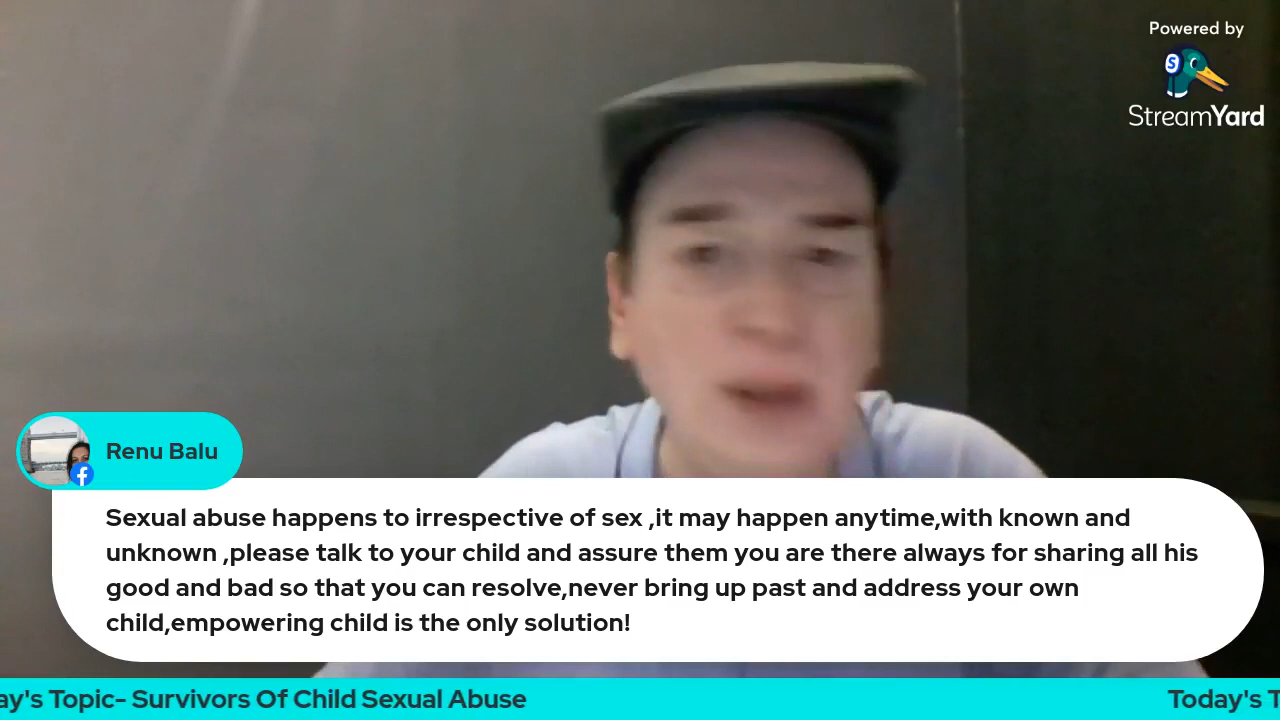 Powered by
StreamYard
Renu Balu
Sexual abuse happens to irrespective of sex ,it may happen anytime,with known and
unknown ,please talk to your child and assure them you are there always for sharing all his
good and bad so that you can resolve,never bring up past and address your own
child,empowering child is the only solution!
ay's Topic- Survivors Of Child Sexual Abuse
Today's T